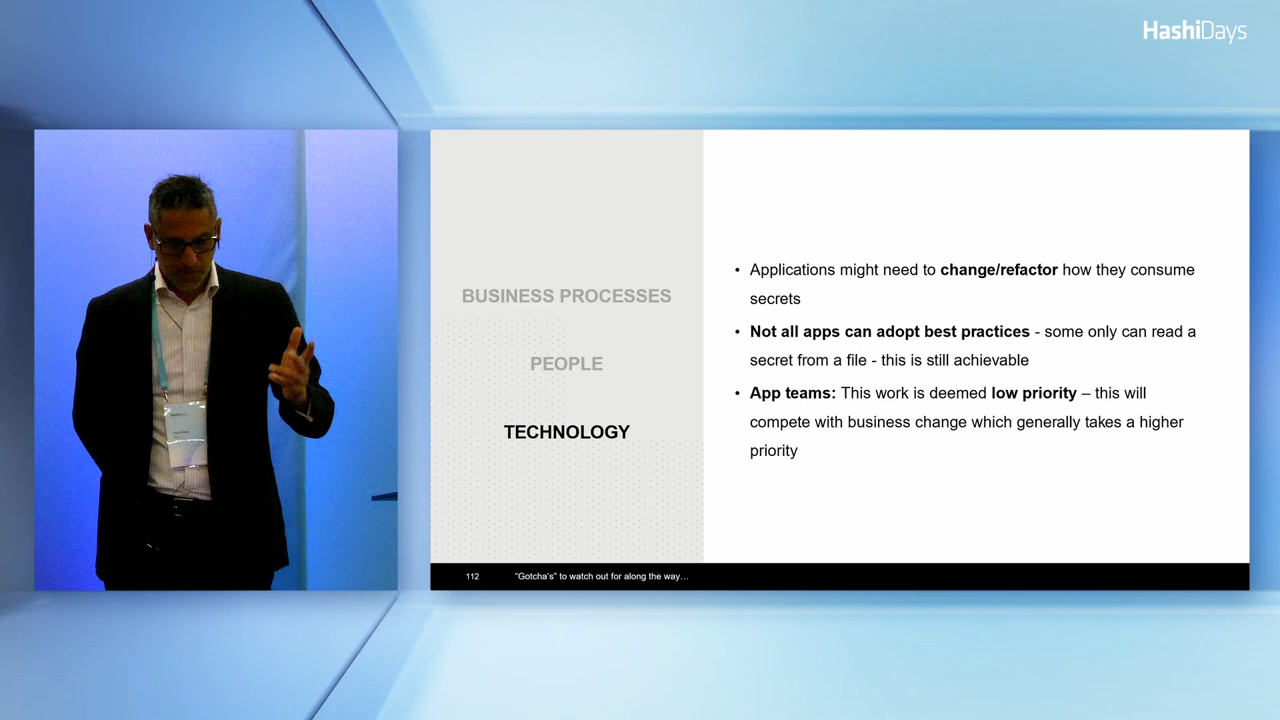 HashiDays
BUSINESS PROCESSES
PEOPLE
TECHNOLOGY
• Applications might need to change/refactor how they consume
secrets
• Not all apps can adopt best practices - some only can read a
secret from a file - this is still achievable
• App teams: This work is deemed low priority – this will
compete with business change which generally takes a higher
priority
112
“Gotcha’s” to watch out for along the way…